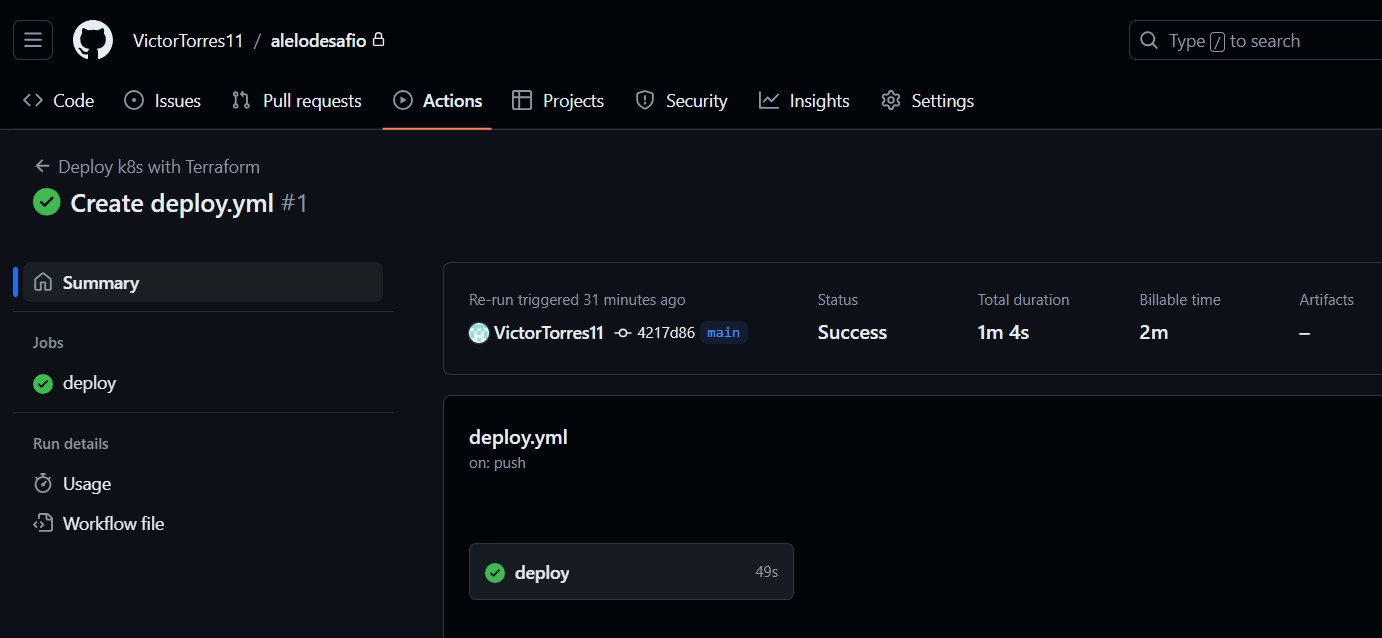 VictorTorres11 / alelodesafio
Type / to search
Code Issues Pull requests Actions Projects Security Insights Settings
Deploy k8s with Terraform
Create deploy.yml #1
Summary
Jobs
deploy
Run details
Usage
Workflow file
Re-run triggered 31 minutes ago
VictorTorres11 4217d86 main
Status
Success
Total duration
1m 4s
Billable time
2m
Artifacts
–
deploy.yml
on: push
deploy 49s